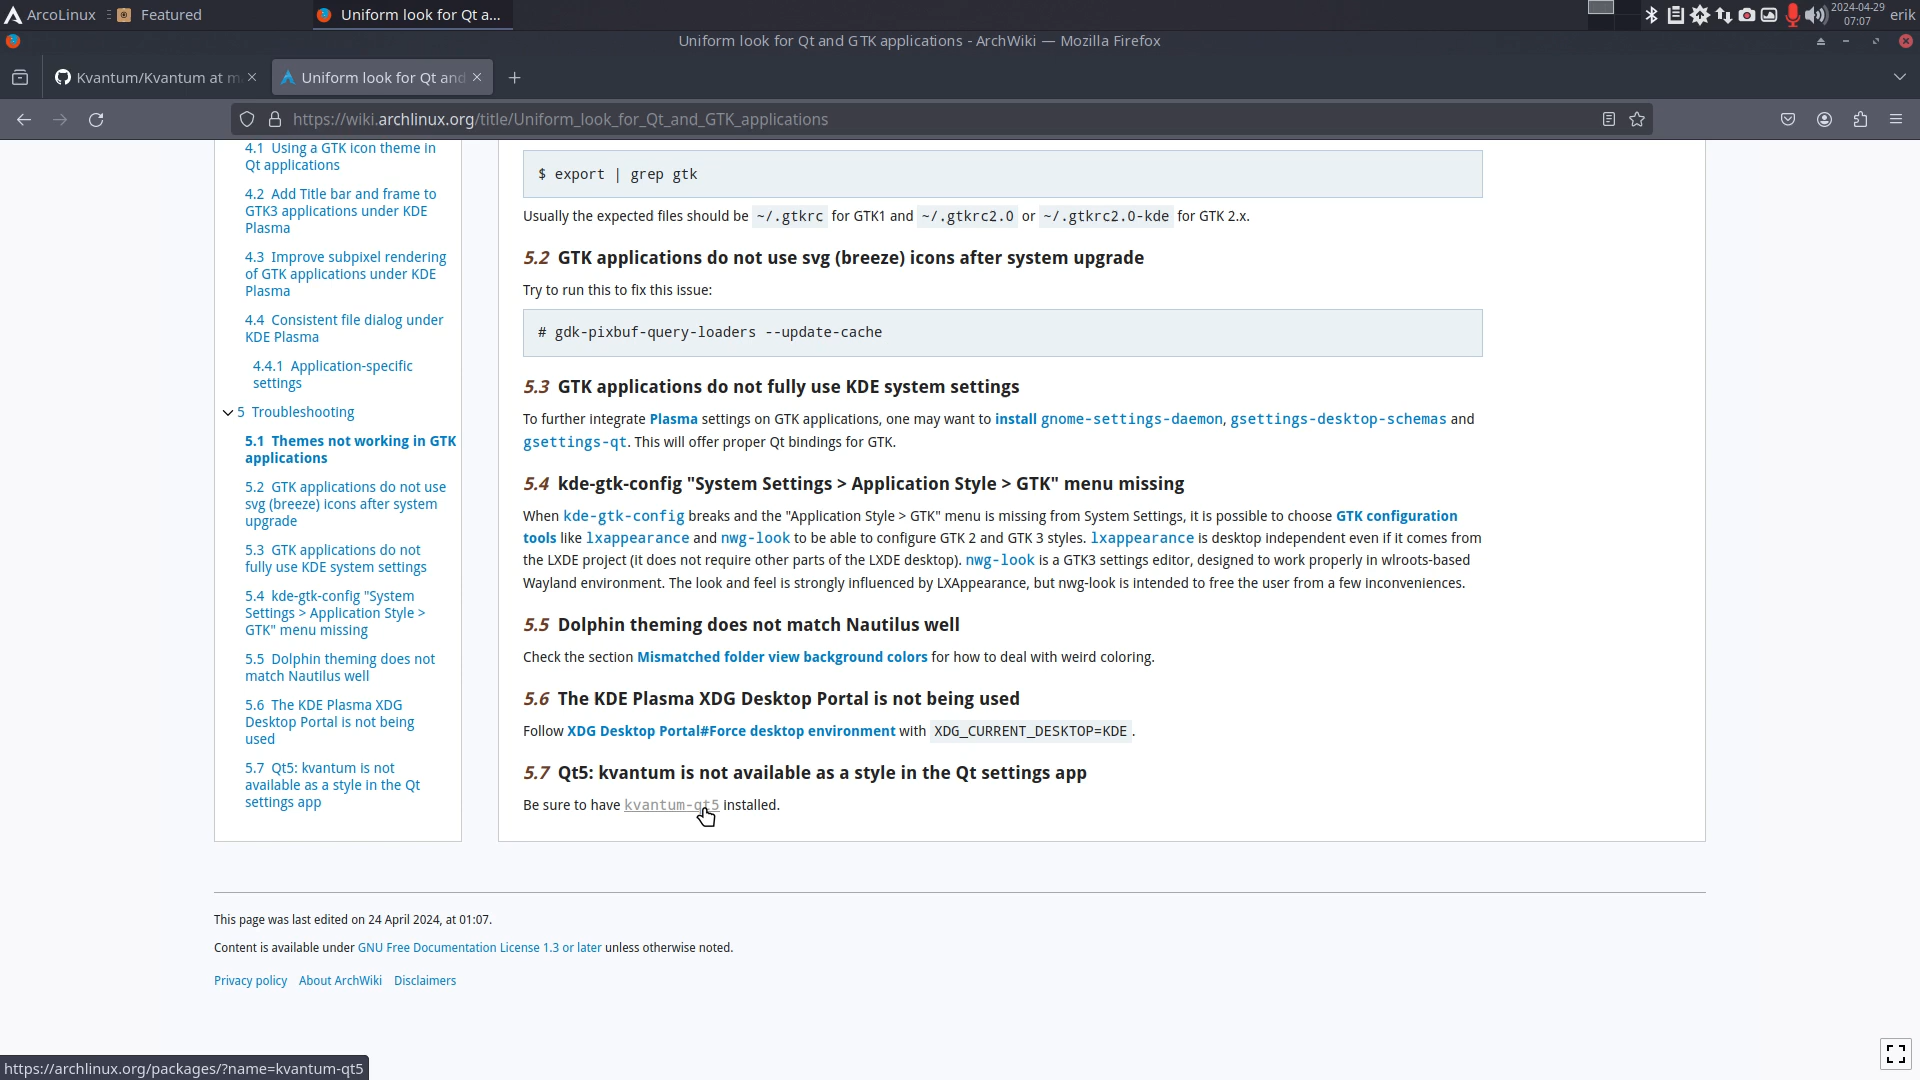 ArcoLinux
Featured
Uniform look for Qt a...
2024-04-29
07:07
erik
Uniform look for Qt and GTK applications - ArchWiki — Mozilla Firefox
Kvantum/Kvantum at m
Uniform look for Qt and
https://wiki.archlinux.org/title/Uniform_look_for_Qt_and_GTK_applications
4.1 Using a GTK icon theme in
Qt applications
4.2 Add Title bar and frame to
GTK3 applications under KDE
Plasma
4.3 Improve subpixel rendering
of GTK applications under KDE
Plasma
4.4 Consistent file dialog under
KDE Plasma
4.4.1 Application-specific
settings
5 Troubleshooting
5.1 Themes not working in GTK
applications
5.2 GTK applications do not use
svg (breeze) icons after system
upgrade
5.3 GTK applications do not
fully use KDE system settings
5.4 kde-gtk-config "System
Settings > Application Style >
GTK" menu missing
5.5 Dolphin theming does not
match Nautilus well
5.6 The KDE Plasma XDG
Desktop Portal is not being
used
5.7 Qt5: kvantum is not
available as a style in the Qt
settings app
$ export | grep gtk
Usually the expected files should be ~/.gtkrc for GTK1 and ~/.gtkrc2.0 or ~/.gtkrc2.0-kde for GTK 2.x.
5.2 GTK applications do not use svg (breeze) icons after system upgrade
Try to run this to fix this issue:
# gdk-pixbuf-query-loaders --update-cache
5.3 GTK applications do not fully use KDE system settings
To further integrate Plasma settings on GTK applications, one may want to install gnome-settings-daemon, gsettings-desktop-schemas and
gsettings-qt. This will offer proper Qt bindings for GTK.
5.4 kde-gtk-config "System Settings > Application Style > GTK" menu missing
When kde-gtk-config breaks and the "Application Style > GTK" menu is missing from System Settings, it is possible to choose GTK configuration
tools like lxappearance and nwg-look to be able to configure GTK 2 and GTK 3 styles. lxappearance is desktop independent even if it comes from
the LXDE project (it does not require other parts of the LXDE desktop). nwg-look is a GTK3 settings editor, designed to work properly in wlroots-based
Wayland environment. The look and feel is strongly influenced by LXAppearance, but nwg-look is intended to free the user from a few inconveniences.
5.5 Dolphin theming does not match Nautilus well
Check the section Mismatched folder view background colors for how to deal with weird coloring.
5.6 The KDE Plasma XDG Desktop Portal is not being used
Follow XDG Desktop Portal#Force desktop environment with XDG_CURRENT_DESKTOP=KDE.
5.7 Qt5: kvantum is not available as a style in the Qt settings app
Be sure to have kvantum-qt5 installed.
This page was last edited on 24 April 2024, at 01:07.
Content is available under GNU Free Documentation License 1.3 or later unless otherwise noted.
Privacy policy About ArchWiki Disclaimers
https://archlinux.org/packages/?name=kvantum-qt5